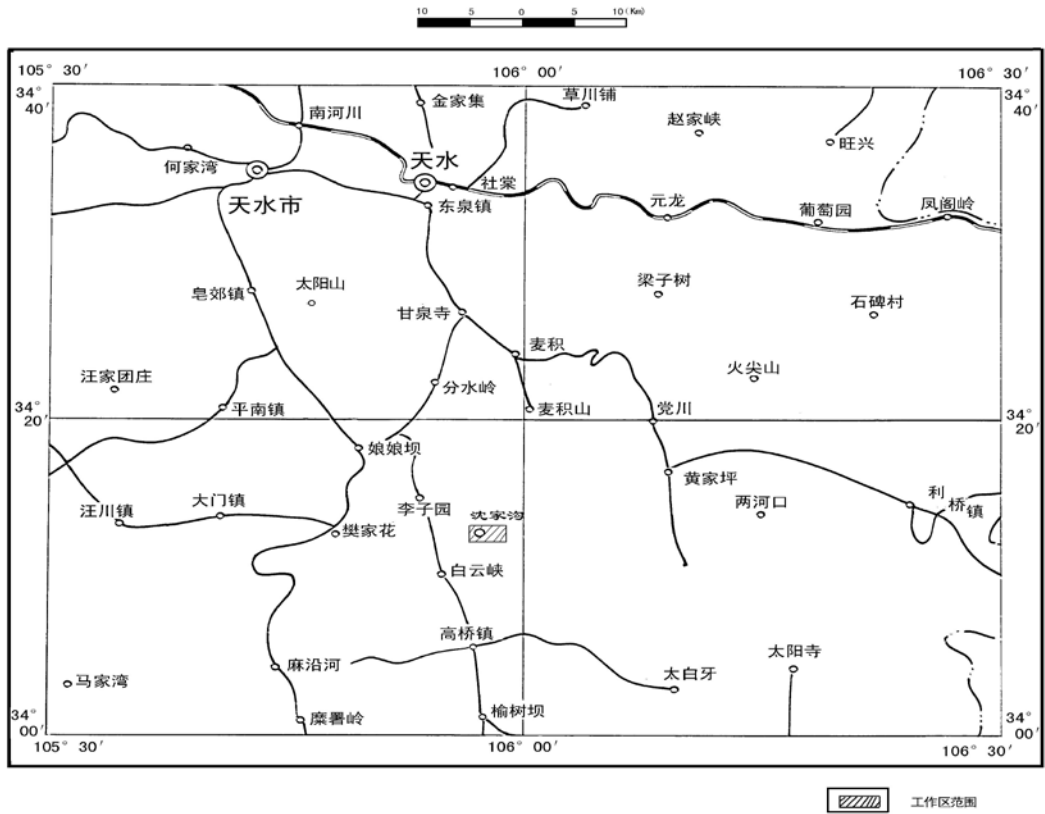 10 5 0 5 10(Km)
105° 30′
106° 00′
106° 30′
34°
40′
34°
40′
金家集
草川铺
南河川
赵家峡
旺兴
何家湾
天水
社棠
天水市
东泉镇
元龙
葡萄园
凤阁岭
皂郊镇
太阳山
梁子树
石碑村
甘泉寺
麦积
汪家团庄
分水岭
火尖山
34°
20′
平南镇
麦积山
党川
34°
20′
娘娘坝
黄家坪
汪川镇
大门镇
李子园
沈家沟
两河口
利
桥
镇
樊家花
白云峡
高桥镇
麻沿河
太阳寺
马家湾
太白牙
34°
00′
糜署岭
榆树坝
34°
00′
105° 30′
106° 00′
106° 30′
工作区范围